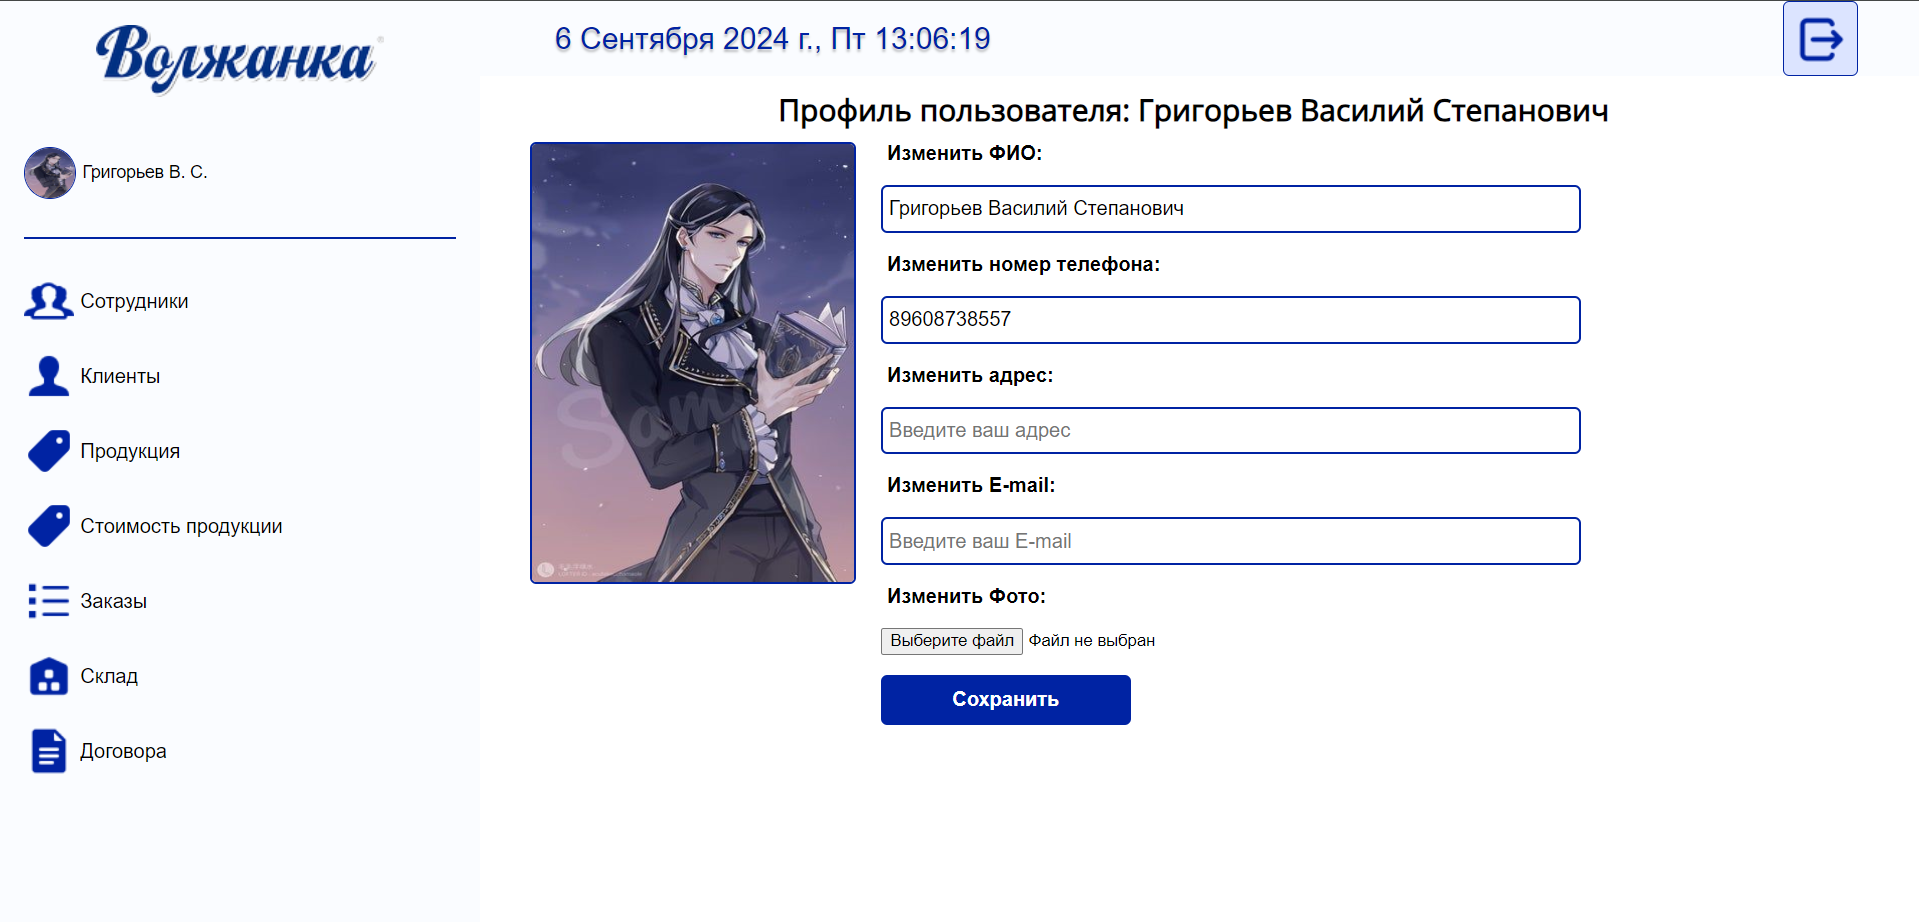 Волжанка
6 Сентября 2024 г., Пт 13:06:19
Григорьев В. С.
Сотрудники
Клиенты
Продукция
Стоимость продукции
Заказы
Склад
Договора
Профиль пользователя: Григорьев Василий Степанович
Изменить ФИО:
Григорьев Василий Степанович
Изменить номер телефона:
89608738557
Изменить адрес:
Введите ваш адрес
Изменить E-mail:
Введите ваш E-mail
Изменить Фото:
Выберите файл Файл не выбран
Сохранить